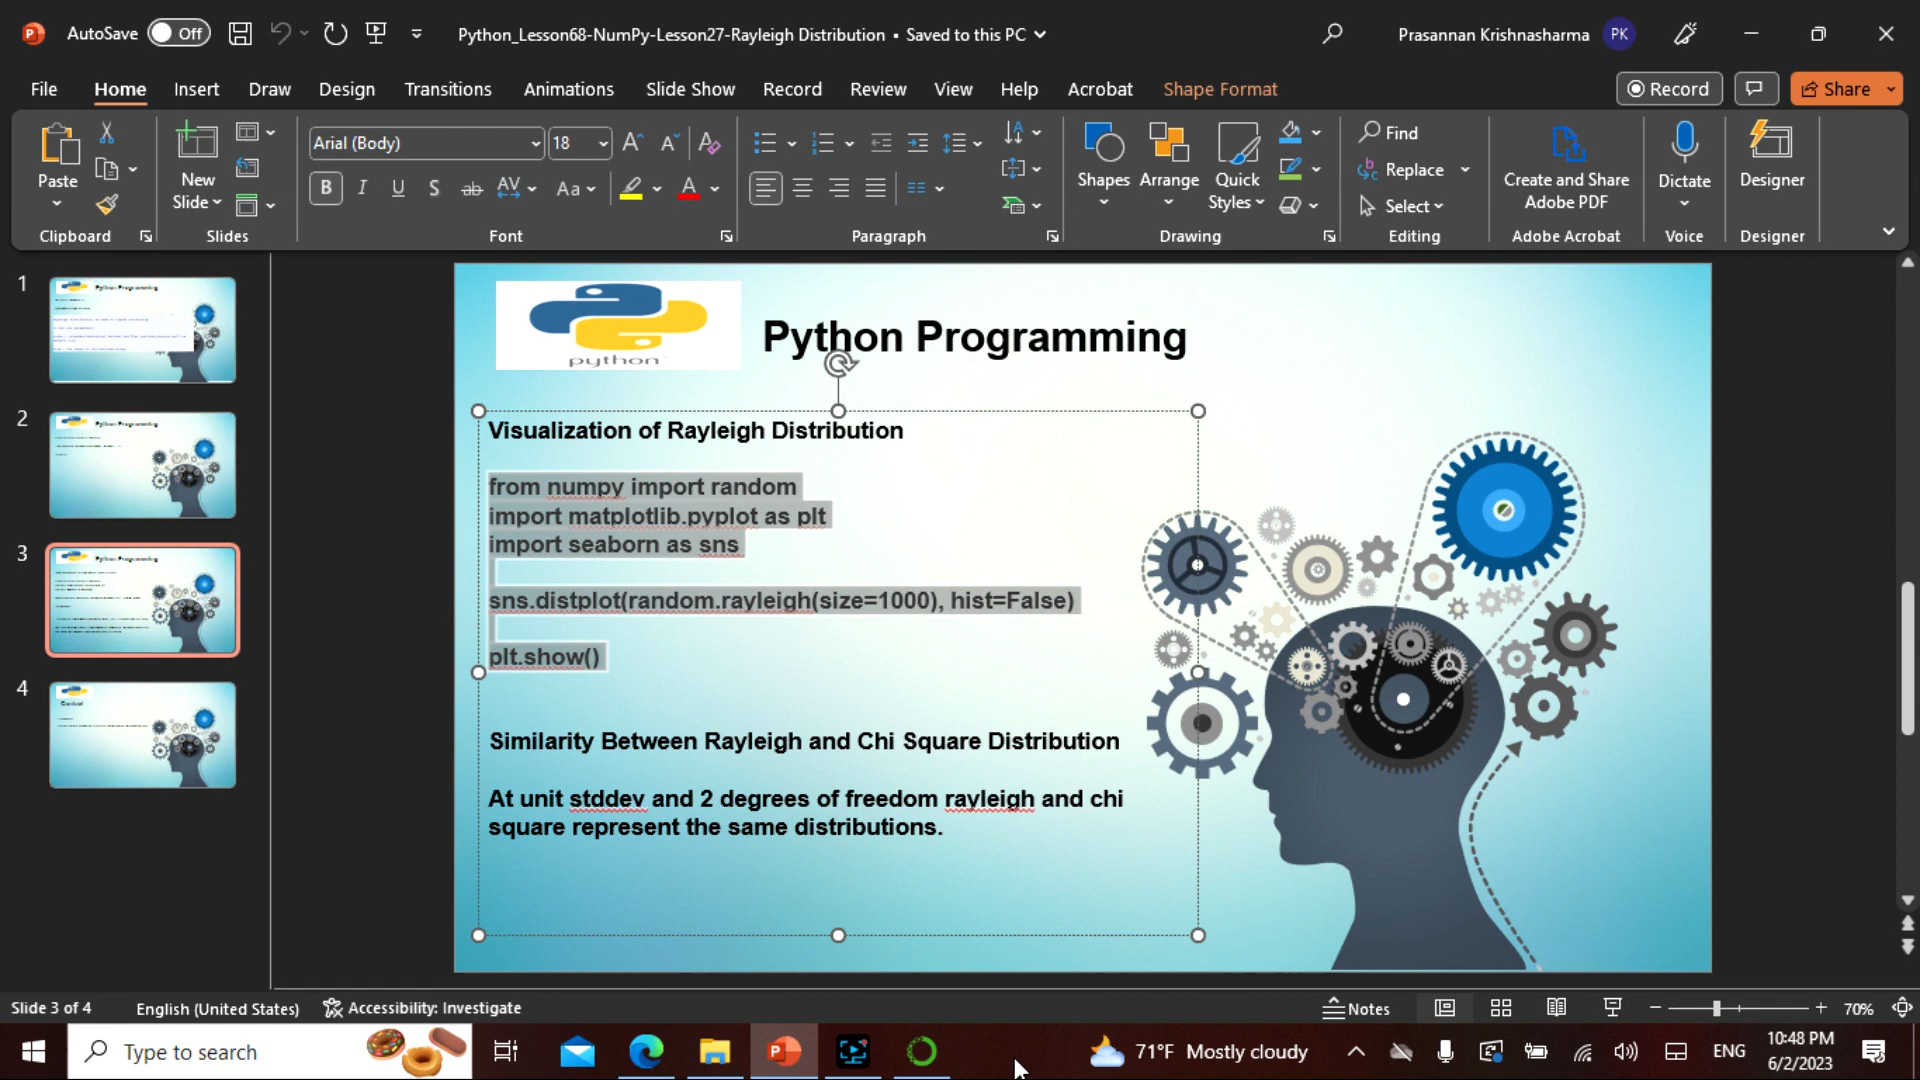 AutoSave Off Python_Lesson68-NumPy-Lesson27-Rayleigh Distribution • Saved to this PC Prasannan Krishnasharma PK
File Home Insert Draw Design Transitions Animations Slide Show Record Review View Help Acrobat Shape Format Record Share
Paste
Clipboard
New
Slide
Slides
Arial (Body) 18
B I U S ab AV Aa A
Font
Paragraph
Shapes Arrange Quick
Styles
Drawing
Find
Replace
Select
Editing
Create and Share
Adobe PDF
Adobe Acrobat
Dictate
Voice
Designer
Designer
1
2
3
4
python
Python Programming
Visualization of Rayleigh Distribution
from numpy import random
import matplotlib.pyplot as plt
import seaborn as sns
sns.distplot(random.rayleigh(size=1000), hist=False)
plt.show()
Similarity Between Rayleigh and Chi Square Distribution
At unit stddev and 2 degrees of freedom rayleigh and chi
square represent the same distributions.
Slide 3 of 4 English (United States) Accessibility: Investigate Notes 70%
Type to search 71°F Mostly cloudy ENG 10:48 PM
6/2/2023